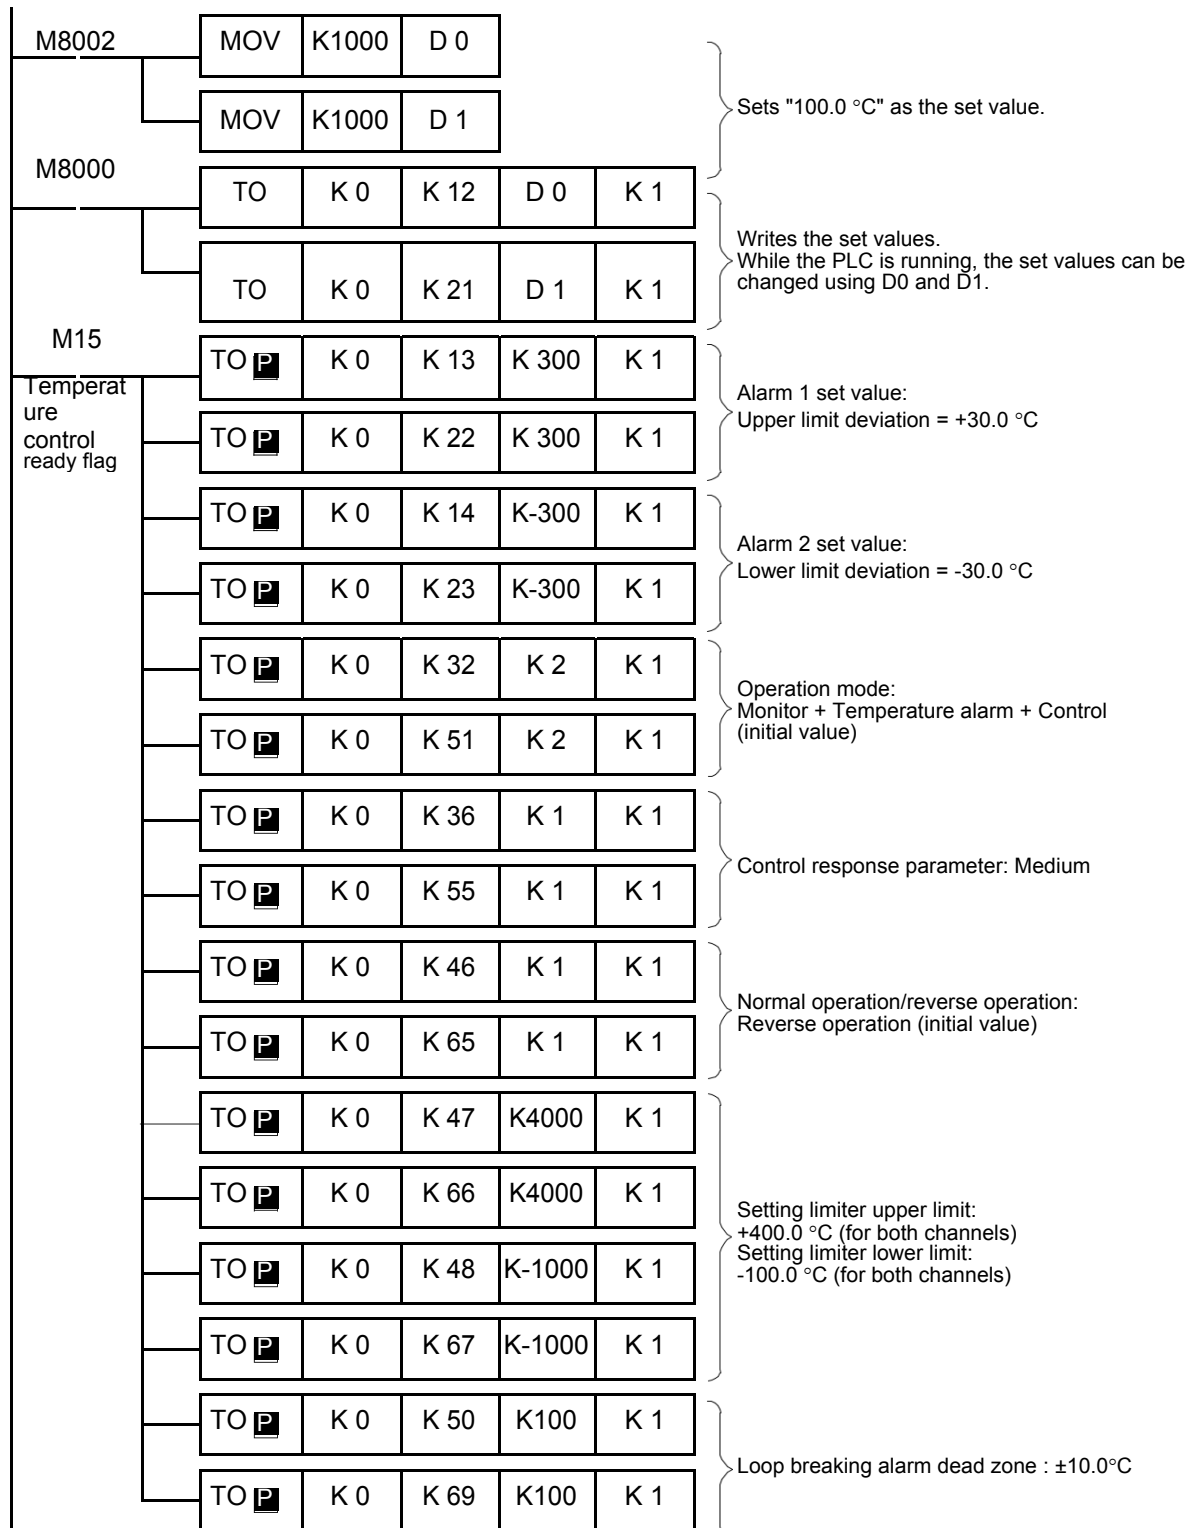 M8002
MOV K1000 D 0
MOV K1000 D 1
Sets "100.0 °C" as the set value.
M8000
TO K 0 K 12 D 0 K 1
TO K 0 K 21 D 1 K 1
Writes the set values.
While the PLC is running, the set values can be
changed using D0 and D1.
M15
Temperat
ure
control
ready flag
TO P K 0 K 13 K 300 K 1
TO P K 0 K 22 K 300 K 1
Alarm 1 set value:
Upper limit deviation = +30.0 °C
TO P K 0 K 14 K-300 K 1
TO P K 0 K 23 K-300 K 1
Alarm 2 set value:
Lower limit deviation = -30.0 °C
TO P K 0 K 32 K 2 K 1
TO P K 0 K 51 K 2 K 1
Operation mode:
Monitor + Temperature alarm + Control
(initial value)
TO P K 0 K 36 K 1 K 1
TO P K 0 K 55 K 1 K 1
Control response parameter: Medium
TO P K 0 K 46 K 1 K 1
TO P K 0 K 65 K 1 K 1
Normal operation/reverse operation:
Reverse operation (initial value)
TO P K 0 K 47 K4000 K 1
TO P K 0 K 66 K4000 K 1
TO P K 0 K 48 K-1000 K 1
TO P K 0 K 67 K-1000 K 1
Setting limiter upper limit:
+400.0 °C (for both channels)
Setting limiter lower limit:
-100.0 °C (for both channels)
TO P K 0 K 50 K100 K 1
TO P K 0 K 69 K100 K 1
Loop breaking alarm dead zone : ±10.0°C